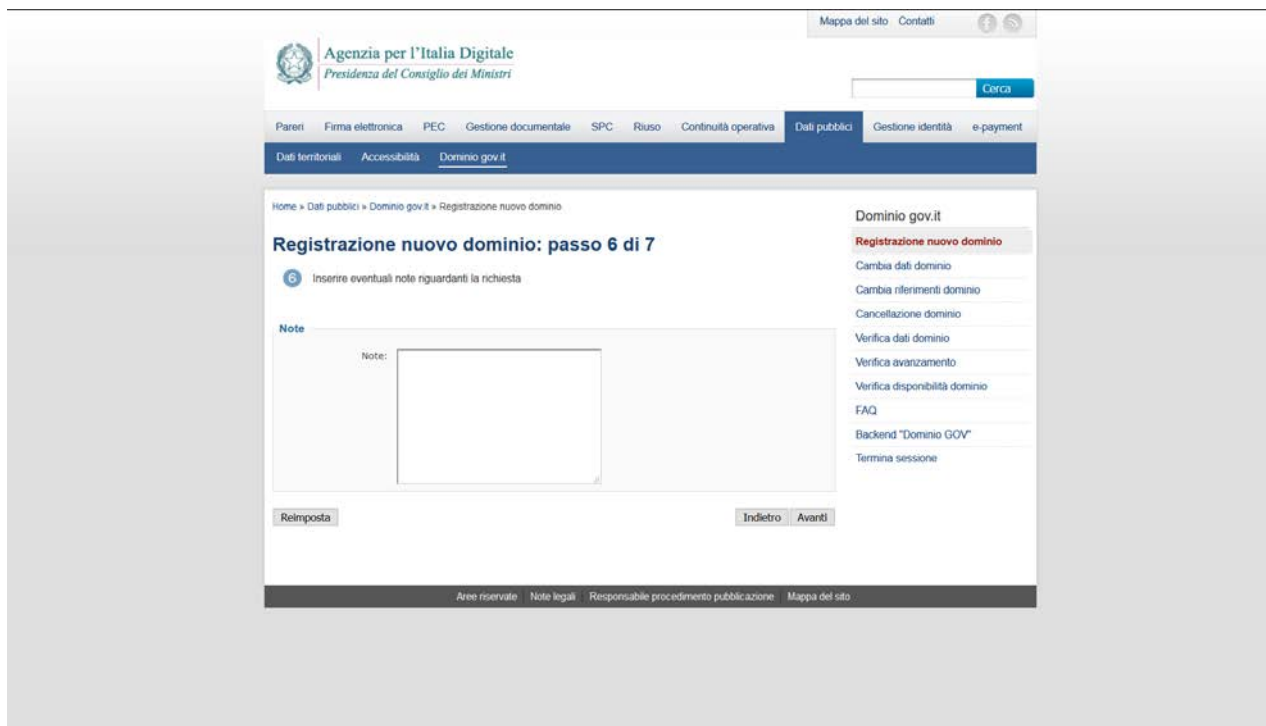 Mappa del sito Contatti
Agenzia per l'Italia Digitale
Presidenza del Consiglio dei Ministri
Cerca
Pareri Firma elettronica PEC Gestione documentale SPC Riuso Continuità operativa Dati pubblici Gestione identità e-payment
Dati territoriali Accessibilità Dominio gov.it
Home » Dati pubblici » Dominio gov.it » Registrazione nuovo dominio
Registrazione nuovo dominio: passo 6 di 7
6 Inserire eventuali note riguardanti la richiesta
Note
Note:
Reimposta Indietro Avanti
Dominio gov.it
Registrazione nuovo dominio
Cambia dati dominio
Cambia riferimenti dominio
Cancellazione dominio
Verifica dati dominio
Verifica avanzamento
Verifica disponibilità dominio
FAQ
Backend "Dominio GOV"
Termina sessione
Aree riservate Note legali Responsabile procedimento pubblicazione Mappa del sito